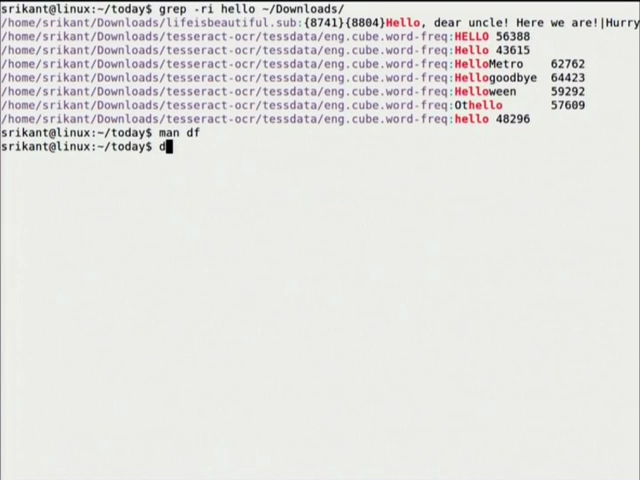 srikant@linux:~/today$ grep -ri hello ~/Downloads/
/home/srikant/Downloads/lifeisbeautiful.sub:{8741}{8804}Hello, dear uncle! Here we are!|Hurry
/home/srikant/Downloads/tesseract-ocr/tessdata/eng.cube.word-freq:HELLO 56388
/home/srikant/Downloads/tesseract-ocr/tessdata/eng.cube.word-freq:Hello 43615
/home/srikant/Downloads/tesseract-ocr/tessdata/eng.cube.word-freq:HelloMetro 62762
/home/srikant/Downloads/tesseract-ocr/tessdata/eng.cube.word-freq:Hellogoodbye 64423
/home/srikant/Downloads/tesseract-ocr/tessdata/eng.cube.word-freq:Helloween 59292
/home/srikant/Downloads/tesseract-ocr/tessdata/eng.cube.word-freq:Othello 57609
/home/srikant/Downloads/tesseract-ocr/tessdata/eng.cube.word-freq:hello 48296
srikant@linux:~/today$ man df
srikant@linux:~/today$ d